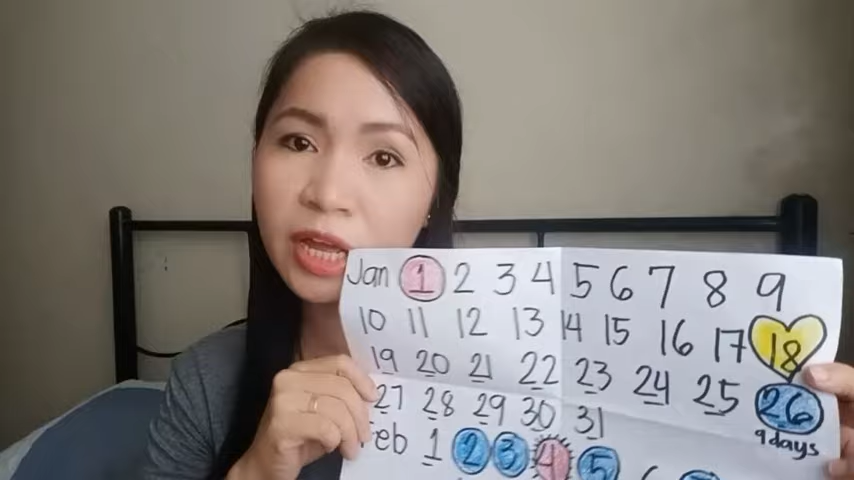 Jan 1 2 3 4 5 6 7 8 9
10 11 12 13 14 15 16 17 18
19 20 21 22 23 24 25 26
9days
27 28 29 30 31
Feb 1 2 3 4 5 6